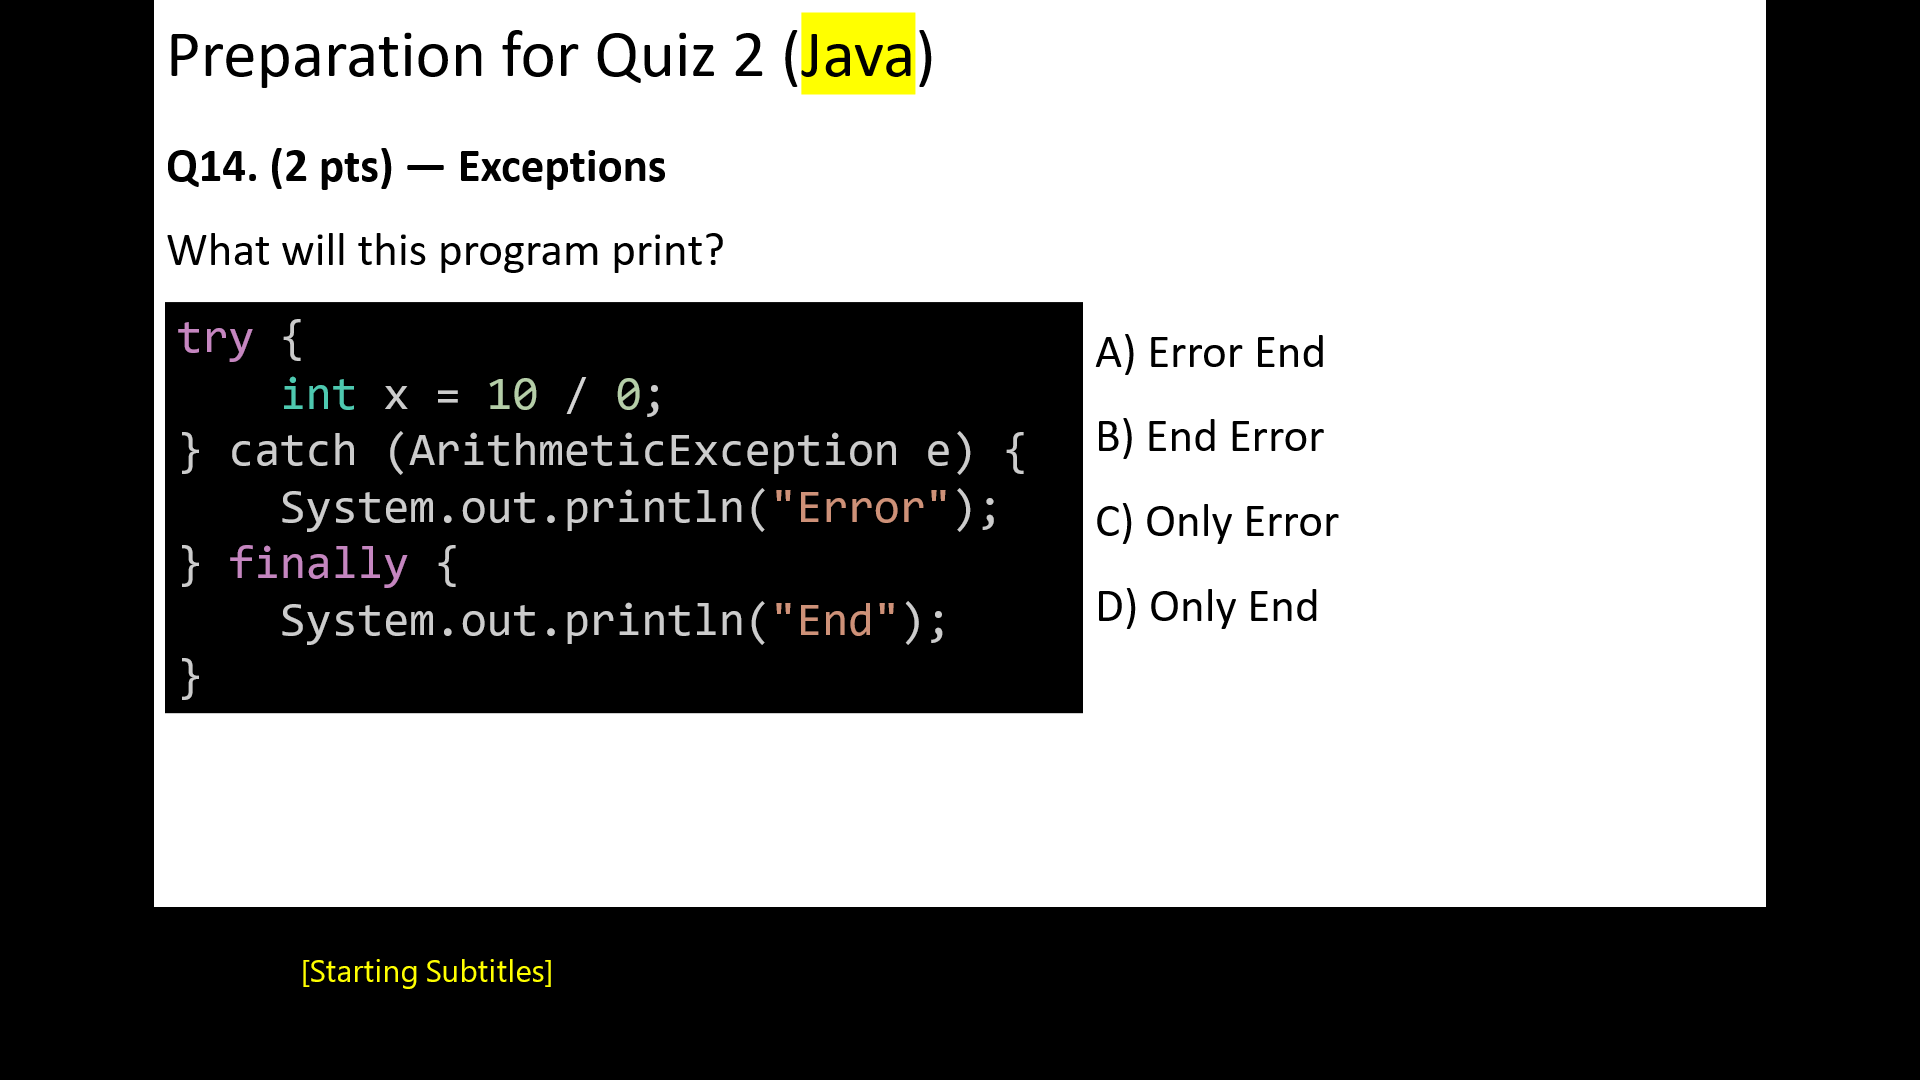 Preparation for Quiz 2 (Java)
Q14. (2 pts) — Exceptions
What will this program print?
try {
    int x = 10 / 0;
} catch (ArithmeticException e) {
    System.out.println("Error");
} finally {
    System.out.println("End");
}
A) Error End
B) End Error
C) Only Error
D) Only End
[Starting Subtitles]